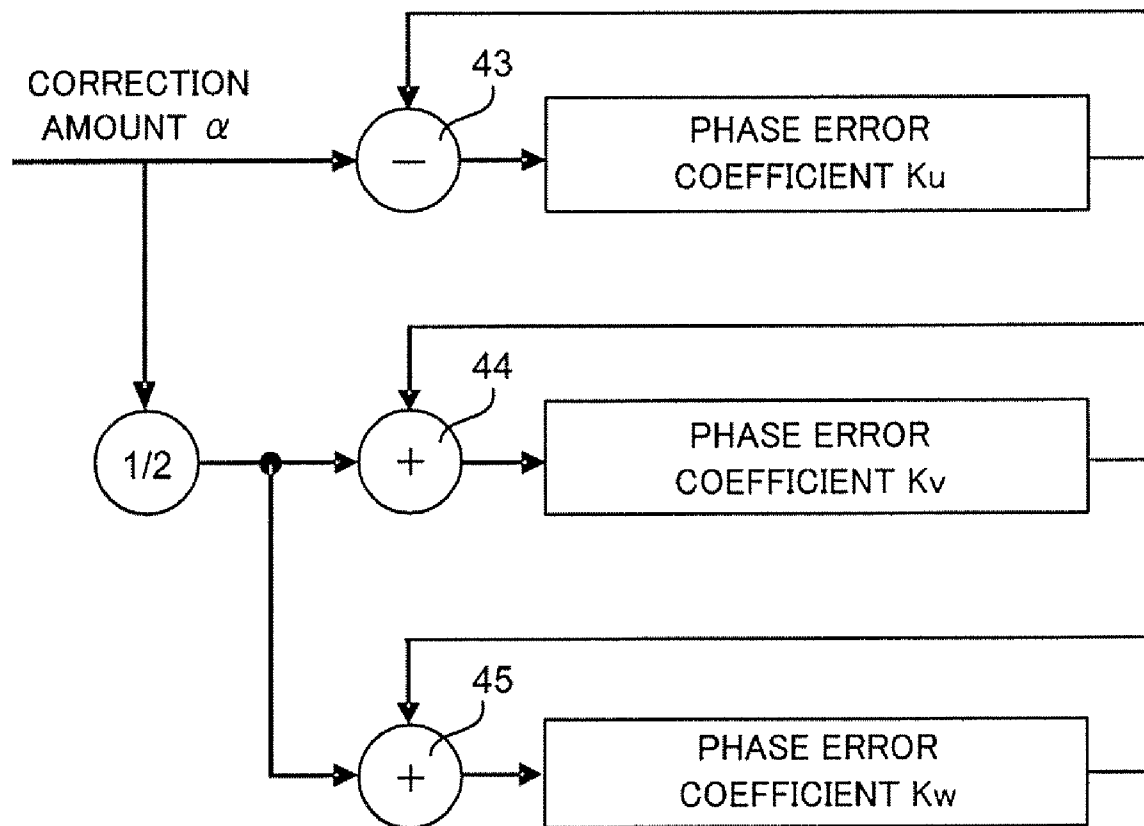 43
CORRECTION
AMOUNT α
−
PHASE ERROR
COEFFICIENT Ku
44
1/2
+
PHASE ERROR
COEFFICIENT Kv
45
+
PHASE ERROR
COEFFICIENT Kw